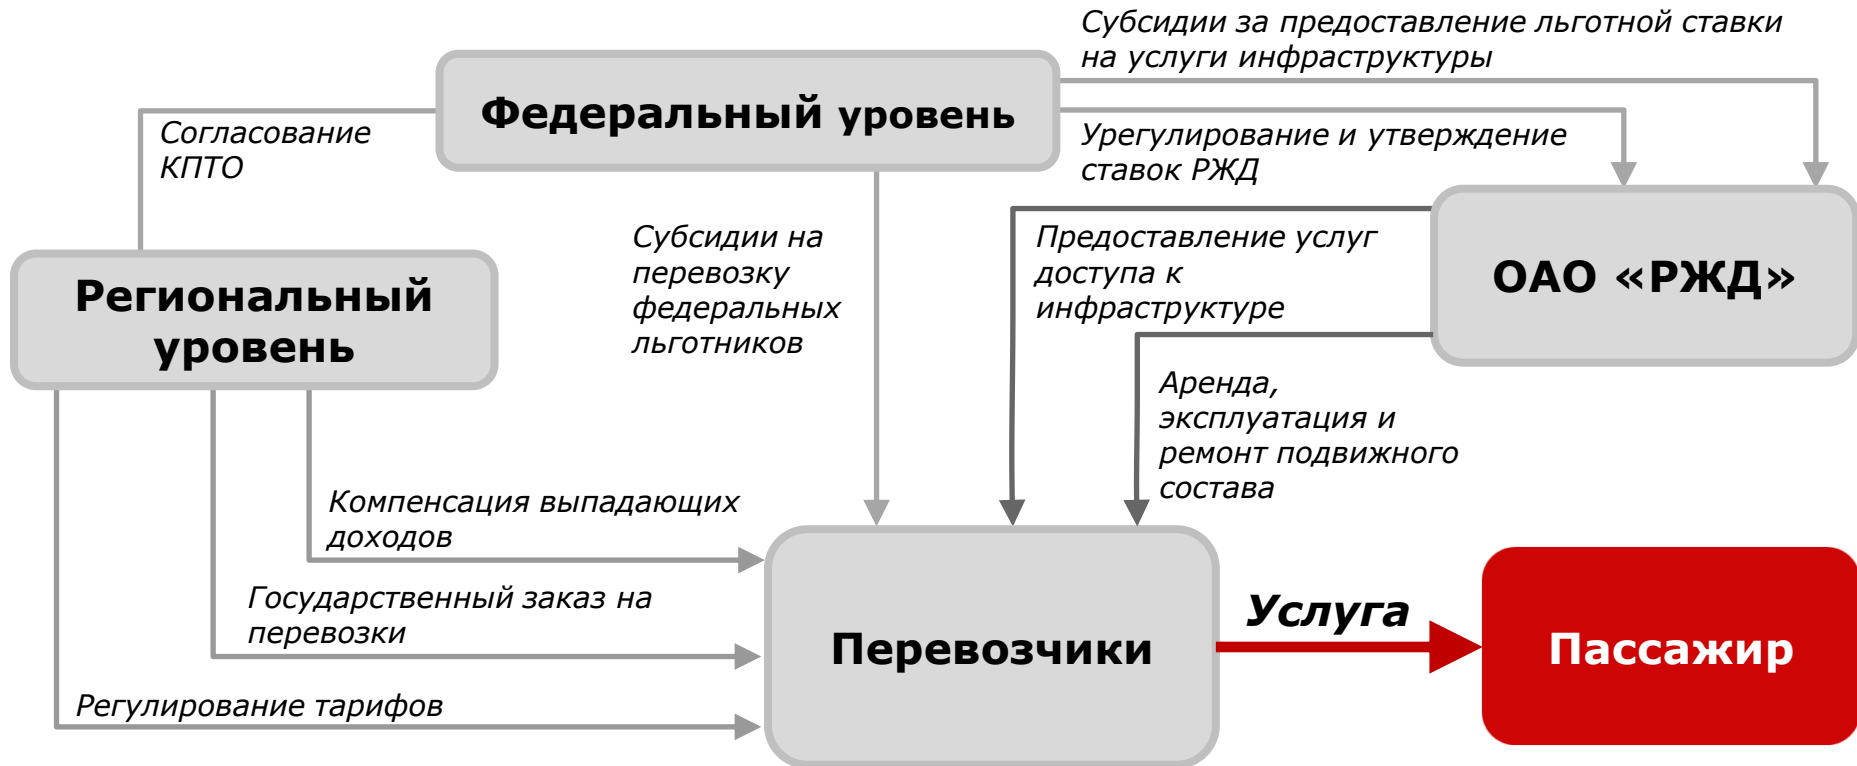 Субсидии за предоставление льготной ставки
на услуги инфраструктуры
Федеральный уровень
Согласование
КПТО
Урегулирование и утверждение
ставок РЖД
Субсидии на
перевозку
федеральных
льготников
Предоставление услуг
доступа к
инфраструктуре
ОАО «РЖД»
Региональный
уровень
Аренда,
эксплуатация и
ремонт подвижного
состава
Компенсация выпадающих
доходов
Государственный заказ на
перевозки
Регулирование тарифов
Перевозчики
Услуга
Пассажир